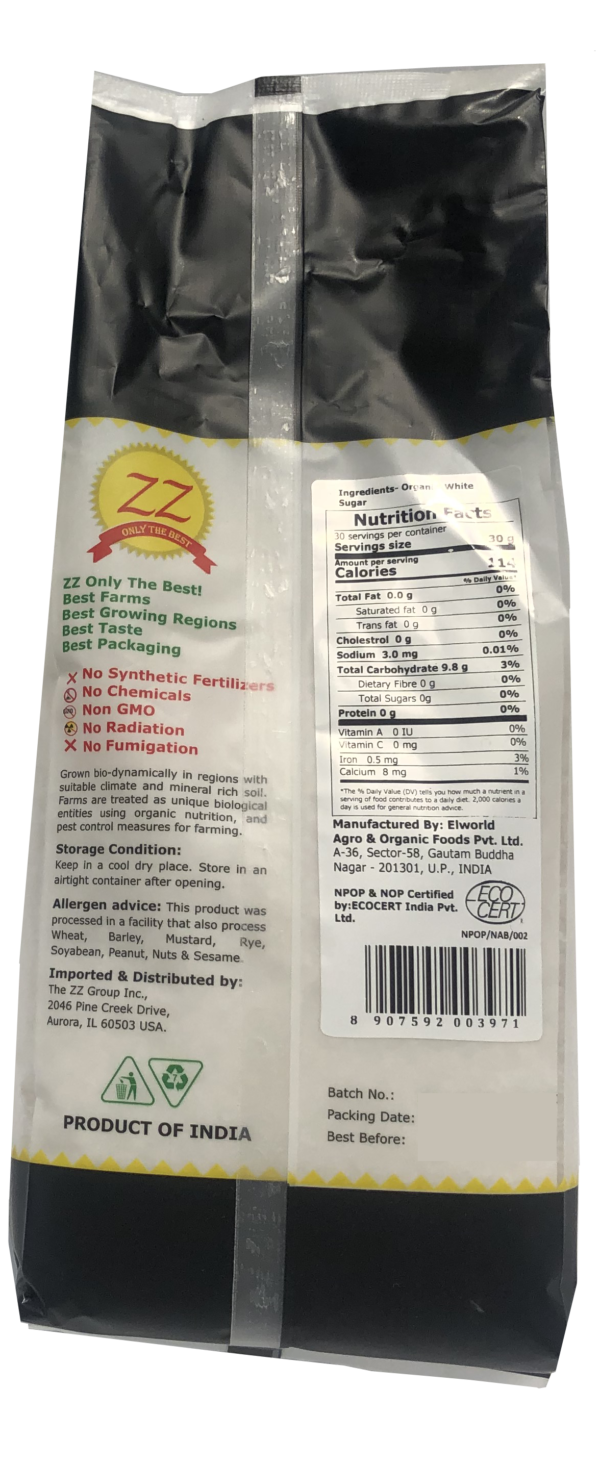 ZZ
ONLY THE BEST
ZZ Only The Best!
Best Farms
Best Growing Regions
Best Taste
Best Packaging
No Synthetic Fertilizers
No Chemicals
Non GMO
No Radiation
No Fumigation
Grown bio-dynamically in regions with
suitable climate and mineral rich soil.
Farms are treated as unique biological
entities using organic nutrition, and
pest control measures for farming.
Storage Condition:
Keep in a cool dry place. Store in an
airtight container after opening.
Allergen advice: This product was
processed in a facility that also process
Wheat, Barley, Mustard, Rye,
Soyabean, Peanut, Nuts & Sesame
Imported & Distributed by:
The ZZ Group Inc.,
2046 Pine Creek Drive,
Aurora, IL 60503 USA.
7
PRODUCT OF INDIA
Ingredients- White
Sugar
Nutrition Facts
30 servings per container
Servings size 30 g
Amount per serving
Calories 114
% Daily Value*
Total Fat 0.0 g 0%
Saturated fat 0 g 0%
Trans fat 0 g 0%
Cholestrol 0 g 0%
Sodium 3.0 mg 0.01%
Total Carbohydrate 9.8 g 3%
Dietary Fibre 0 g 0%
Total Sugars 0g 0%
Protein 0 g 0%
Vitamin A 0 IU 0%
Vitamin C 0 mg 0%
Iron 0.5 mg 3%
Calcium 8 mg 1%
*The % Daily Value (DV) tells you how much a nutrient in a
serving of food contributes to a daily diet. 2,000 calories a
day is used for general nutrition advice.
Manufactured By: Elworld
Agro & Organic Foods Pvt. Ltd.
A-36, Sector-58, Gautam Buddha
Nagar - 201301, U.P., INDIA
NPOP & NOP Certified
by:ECOCERT India Pvt.
Ltd.
ECO
CERT
NPOP/NAB/002
8 907592 003971
Batch No.:
Packing Date:
Best Before: